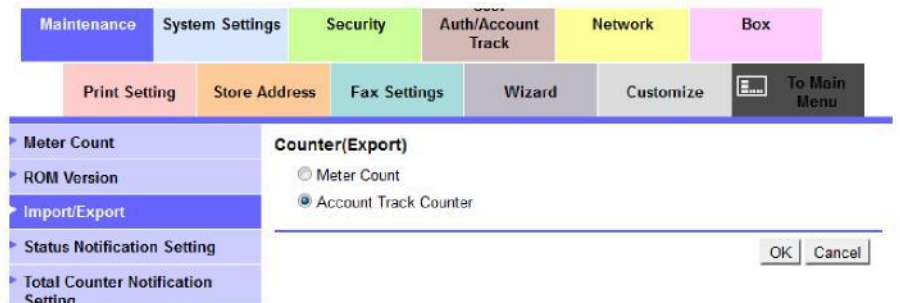 Maintenance
System Settings
Security
Auth/Account
Track
Network
Box
Print Setting
Store Address
Fax Settings
Wizard
Customize
To Main
Menu
Meter Count
ROM Version
Import/Export
Status Notification Setting
Total Counter Notification
Setting
Counter(Export)
Meter Count
Account Track Counter
OK
Cancel